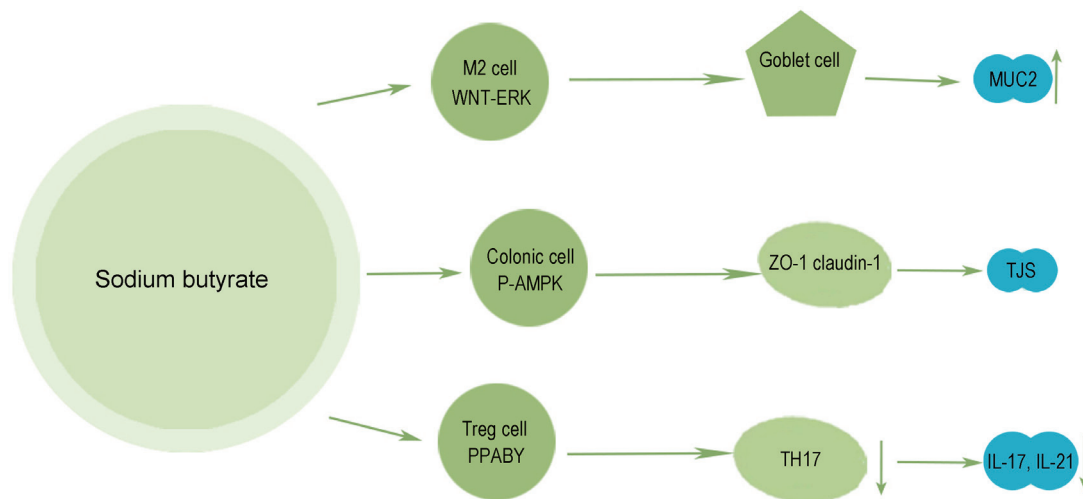 M2 cell
WNT-ERK
Goblet cell
MUC2
Sodium butyrate
Colonic cell
P-AMPK
ZO-1 claudin-1
TJS
Treg cell
PPABY
TH17
IL-17, IL-21